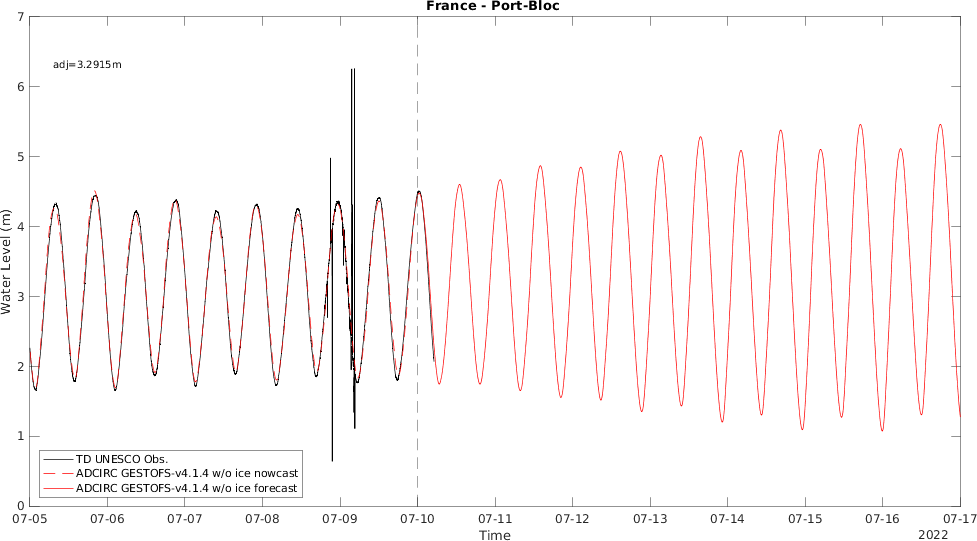 France - Port-Bloc
7
adj=3.2915m
6
5
4
3
2
1
0
Water Level (m)
TD UNESCO Obs.
ADCIRC GESTOFS-v4.1.4 w/o ice nowcast
ADCIRC GESTOFS-v4.1.4 w/o ice forecast
07-05 07-06 07-07 07-08 07-09 07-10 07-11 07-12 07-13 07-14 07-15 07-16 07-17
Time
2022